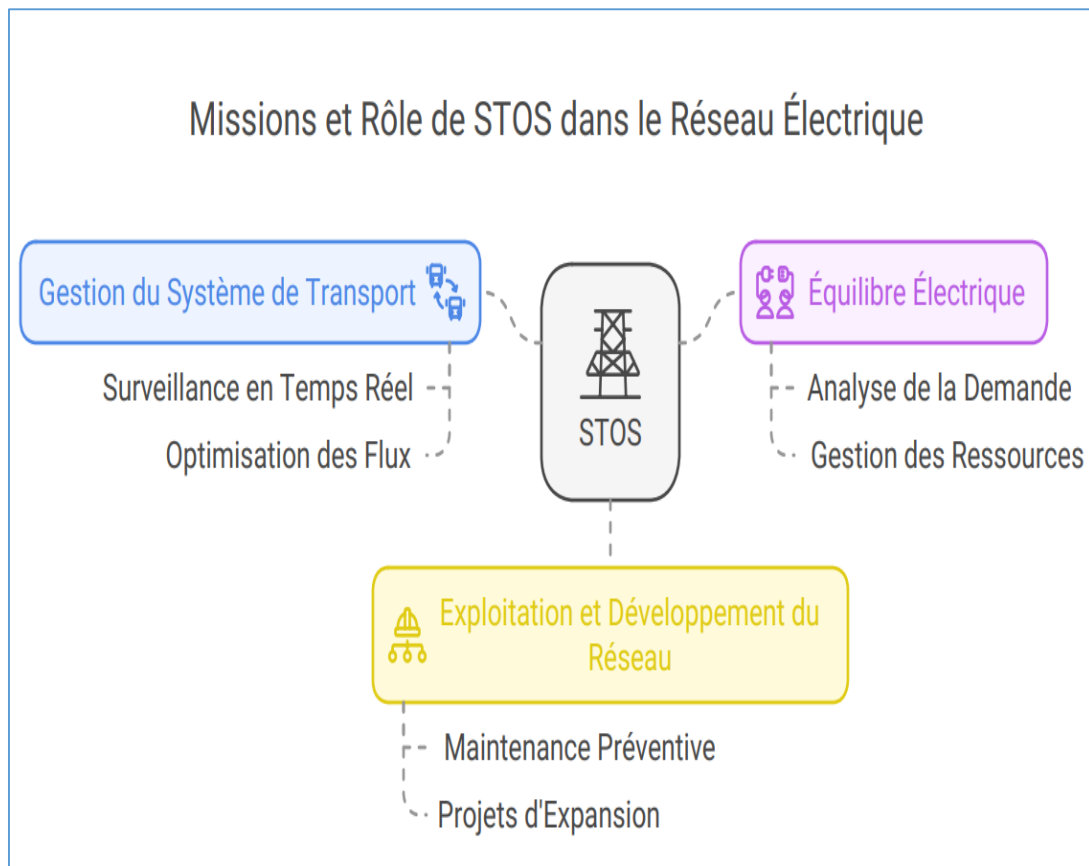 Missions et Rôle de STOS dans le Réseau Électrique
Gestion du Système de Transport
Surveillance en Temps Réel
Optimisation des Flux
STOS
Équilibre Électrique
Analyse de la Demande
Gestion des Ressources
Exploitation et Développement du
Réseau
Maintenance Préventive
Projets d'Expansion